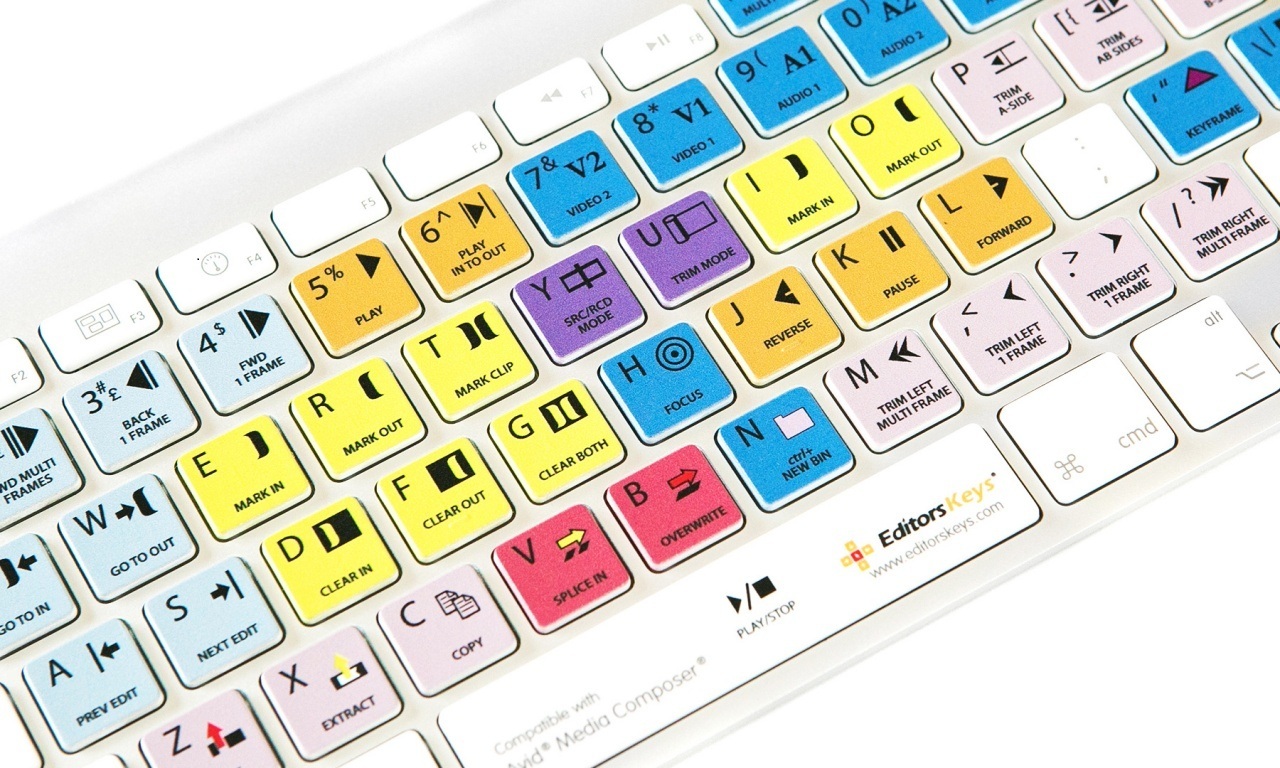 F2
F3
F4
F5
F6
F7
F8
3 # £
BACK
1 FRAME
4 $
FWD
1 FRAME
5 %
PLAY
6 ^
PLAY
IN TO OUT
7 &
V2
VIDEO 2
8 *
V1
VIDEO 1
9 (
A1
AUDIO 1
0 )
A2
AUDIO 2
MULTI
FRAMES
W
GO TO OUT
E
MARK IN
R
MARK OUT
T
MARK CLIP
Y
SRC/RCD
MODE
U
TRIM MODE
I
MARK IN
O
MARK OUT
P
TRIM
A-SIDE
[ {
TRIM
AB SIDES
GO TO IN
A
PREV EDIT
S
NEXT EDIT
D
CLEAR IN
F
CLEAR OUT
G
CLEAR BOTH
H
FOCUS
J
REVERSE
K
PAUSE
L
FORWARD
: ;
' "
KEYFRAME
\ |
Z
X
EXTRACT
C
COPY
V
SPLICE IN
B
OVERWRITE
N
ctrl+
NEW BIN
M
TRIM LEFT
MULTI FRAME
< ,
TRIM LEFT
1 FRAME
> .
TRIM RIGHT
1 FRAME
/ ?
TRIM RIGHT
MULTI FRAME
Compatible with
Avid® Media Composer®
PLAY/STOP
EditorsKeys
www.editorskeys.com
⌘
cmd
alt
⌥